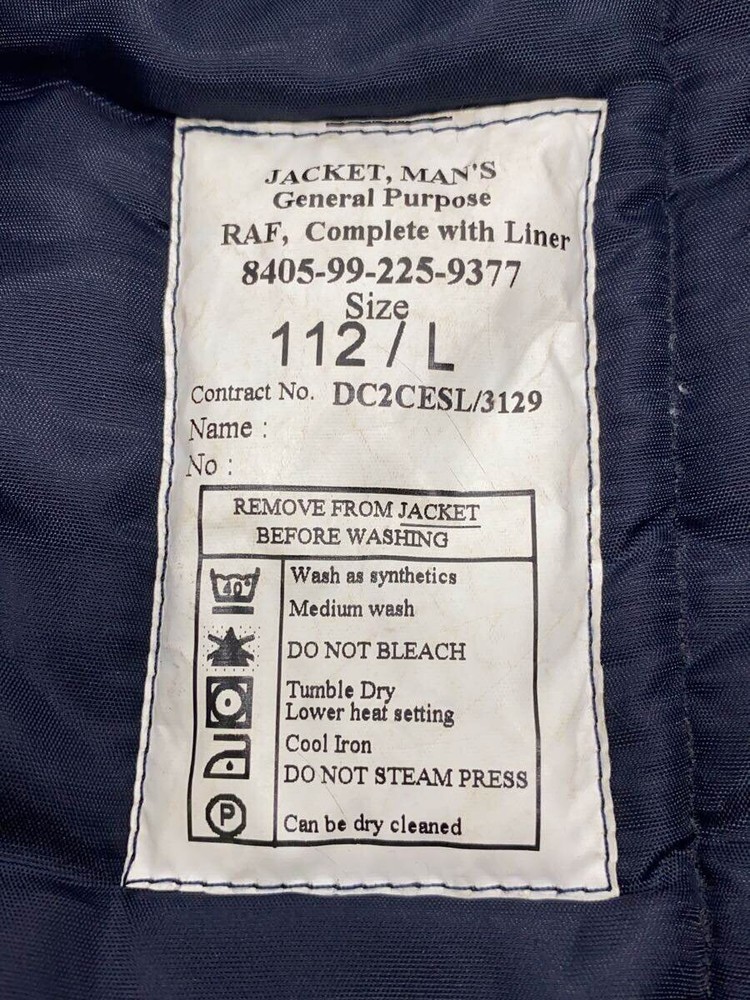 JACKET, MAN'S
General Purpose
RAF, Complete with Liner
8405-99-225-9377
Size
112 / L
Contract No. DC2CESL/3129
Name :
No :
REMOVE FROM JACKET
BEFORE WASHING
40° Wash as synthetics
Medium wash
DO NOT BLEACH
Tumble Dry
Lower heat setting
Cool Iron
DO NOT STEAM PRESS
P Can be dry cleaned